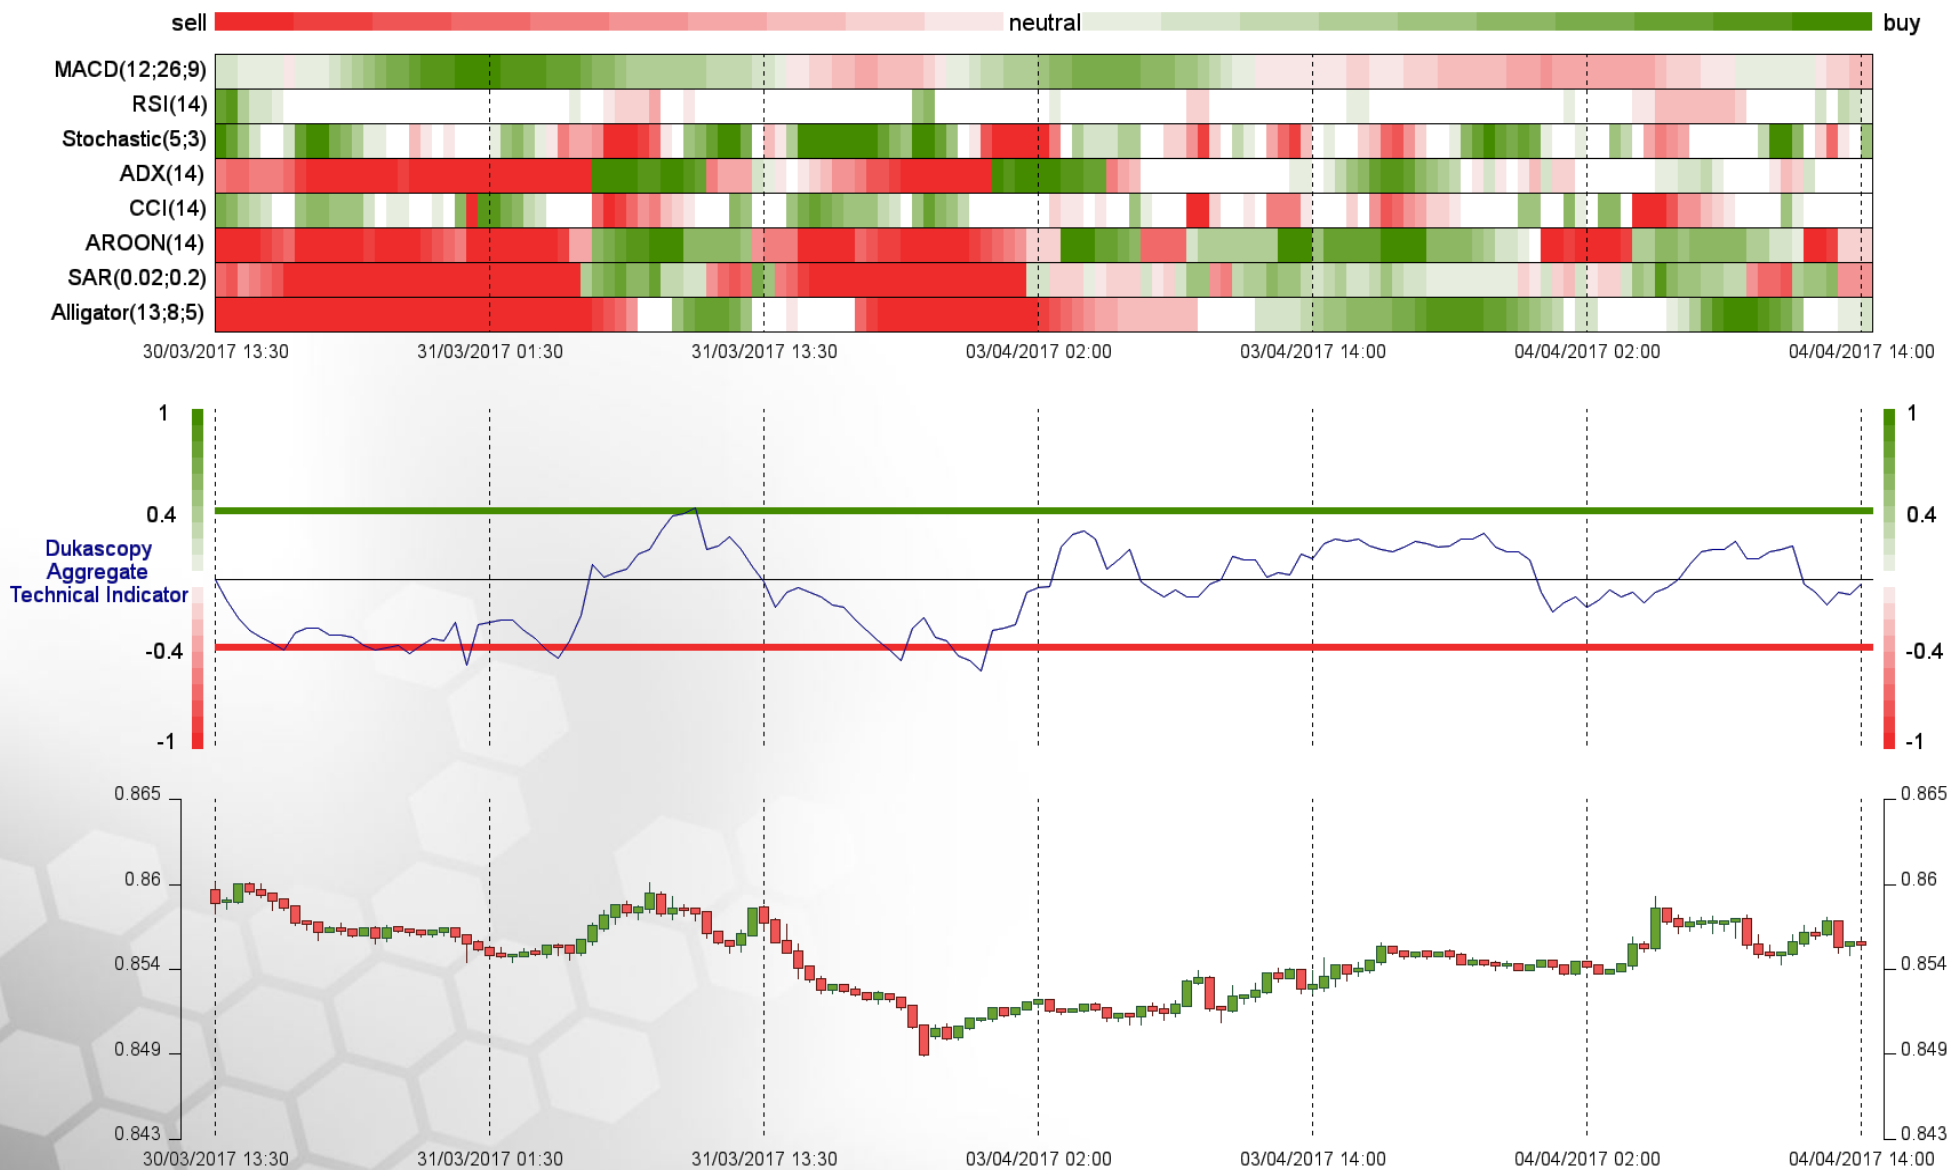 sell neutral buy
MACD(12;26;9)
RSI(14)
Stochastic(5;3)
ADX(14)
CCI(14)
AROON(14)
SAR(0.02;0.2)
Alligator(13;8;5)
30/03/2017 13:30 31/03/2017 01:30 31/03/2017 13:30 03/04/2017 02:00 03/04/2017 14:00 04/04/2017 02:00 04/04/2017 14:00
1 1
0.4 0.4
Dukascopy
Aggregate
Technical Indicator
-0.4 -0.4
-1 -1
0.865 0.865
0.86 0.86
0.854 0.854
0.849 0.849
0.843 0.843
30/03/2017 13:30 31/03/2017 01:30 31/03/2017 13:30 03/04/2017 02:00 03/04/2017 14:00 04/04/2017 02:00 04/04/2017 14:00